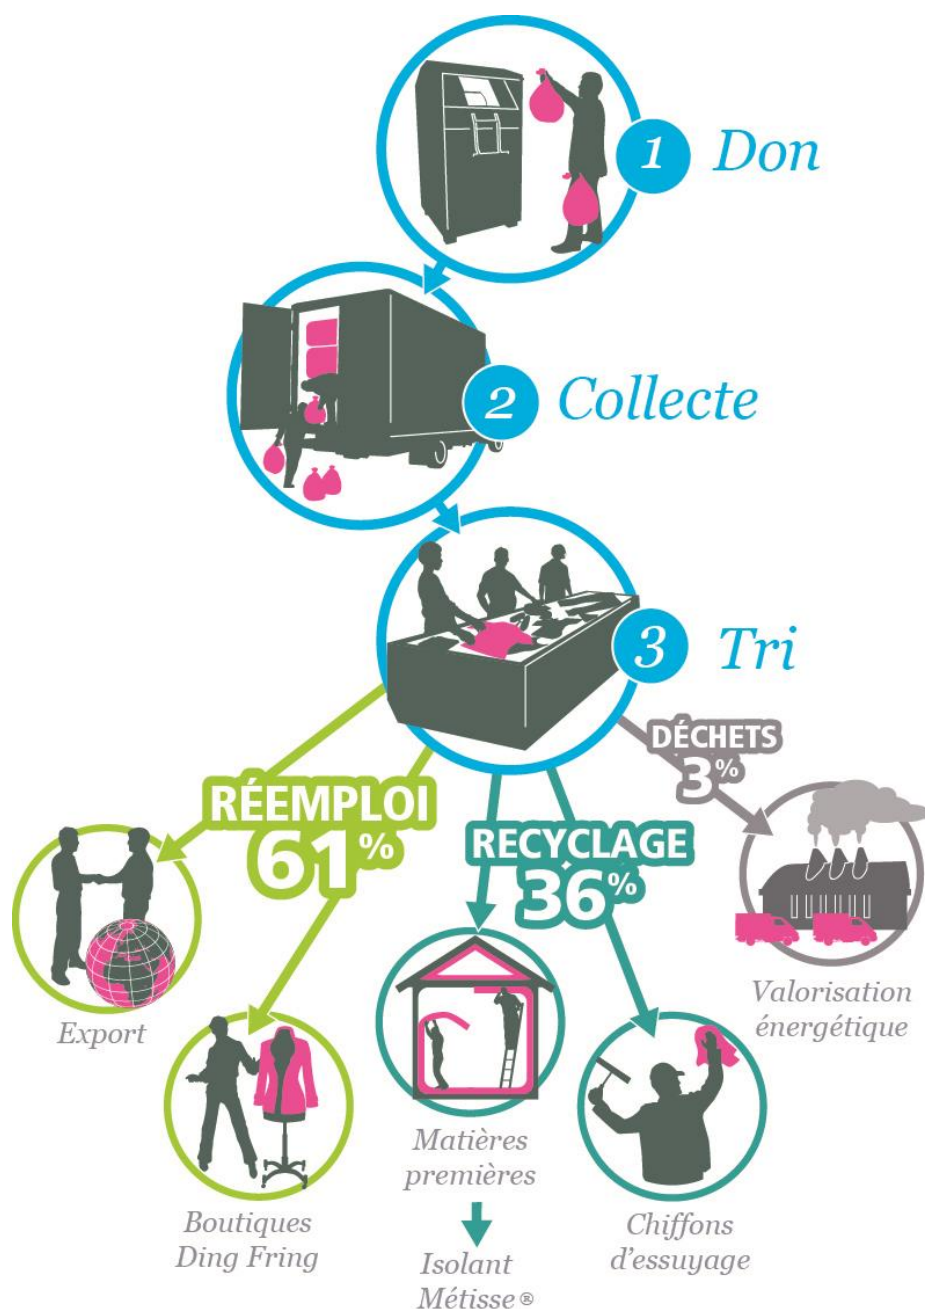 1 Don
2 Collecte
3 Tri
DÉCHETS
3%
RÉEMPLOI
61%
RECYCLAGE
36%
Export
Valorisation
énergétique
Boutiques
Ding Fring
Matières
premières
Isolant
Métisse®
Chiffons
d'essuyage